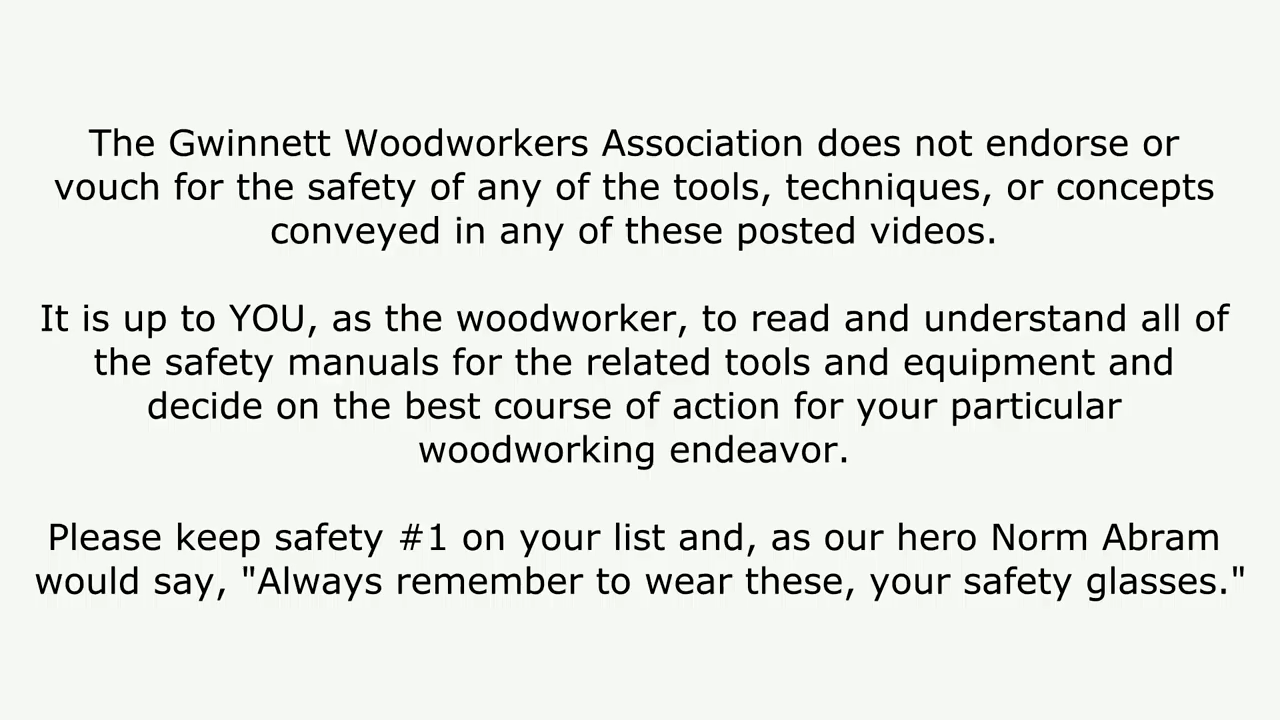 The Gwinnett Woodworkers Association does not endorse or
vouch for the safety of any of the tools, techniques, or concepts
conveyed in any of these posted videos.
It is up to YOU, as the woodworker, to read and understand all of
the safety manuals for the related tools and equipment and
decide on the best course of action for your particular
woodworking endeavor.
Please keep safety #1 on your list and, as our hero Norm Abram
would say, "Always remember to wear these, your safety glasses."